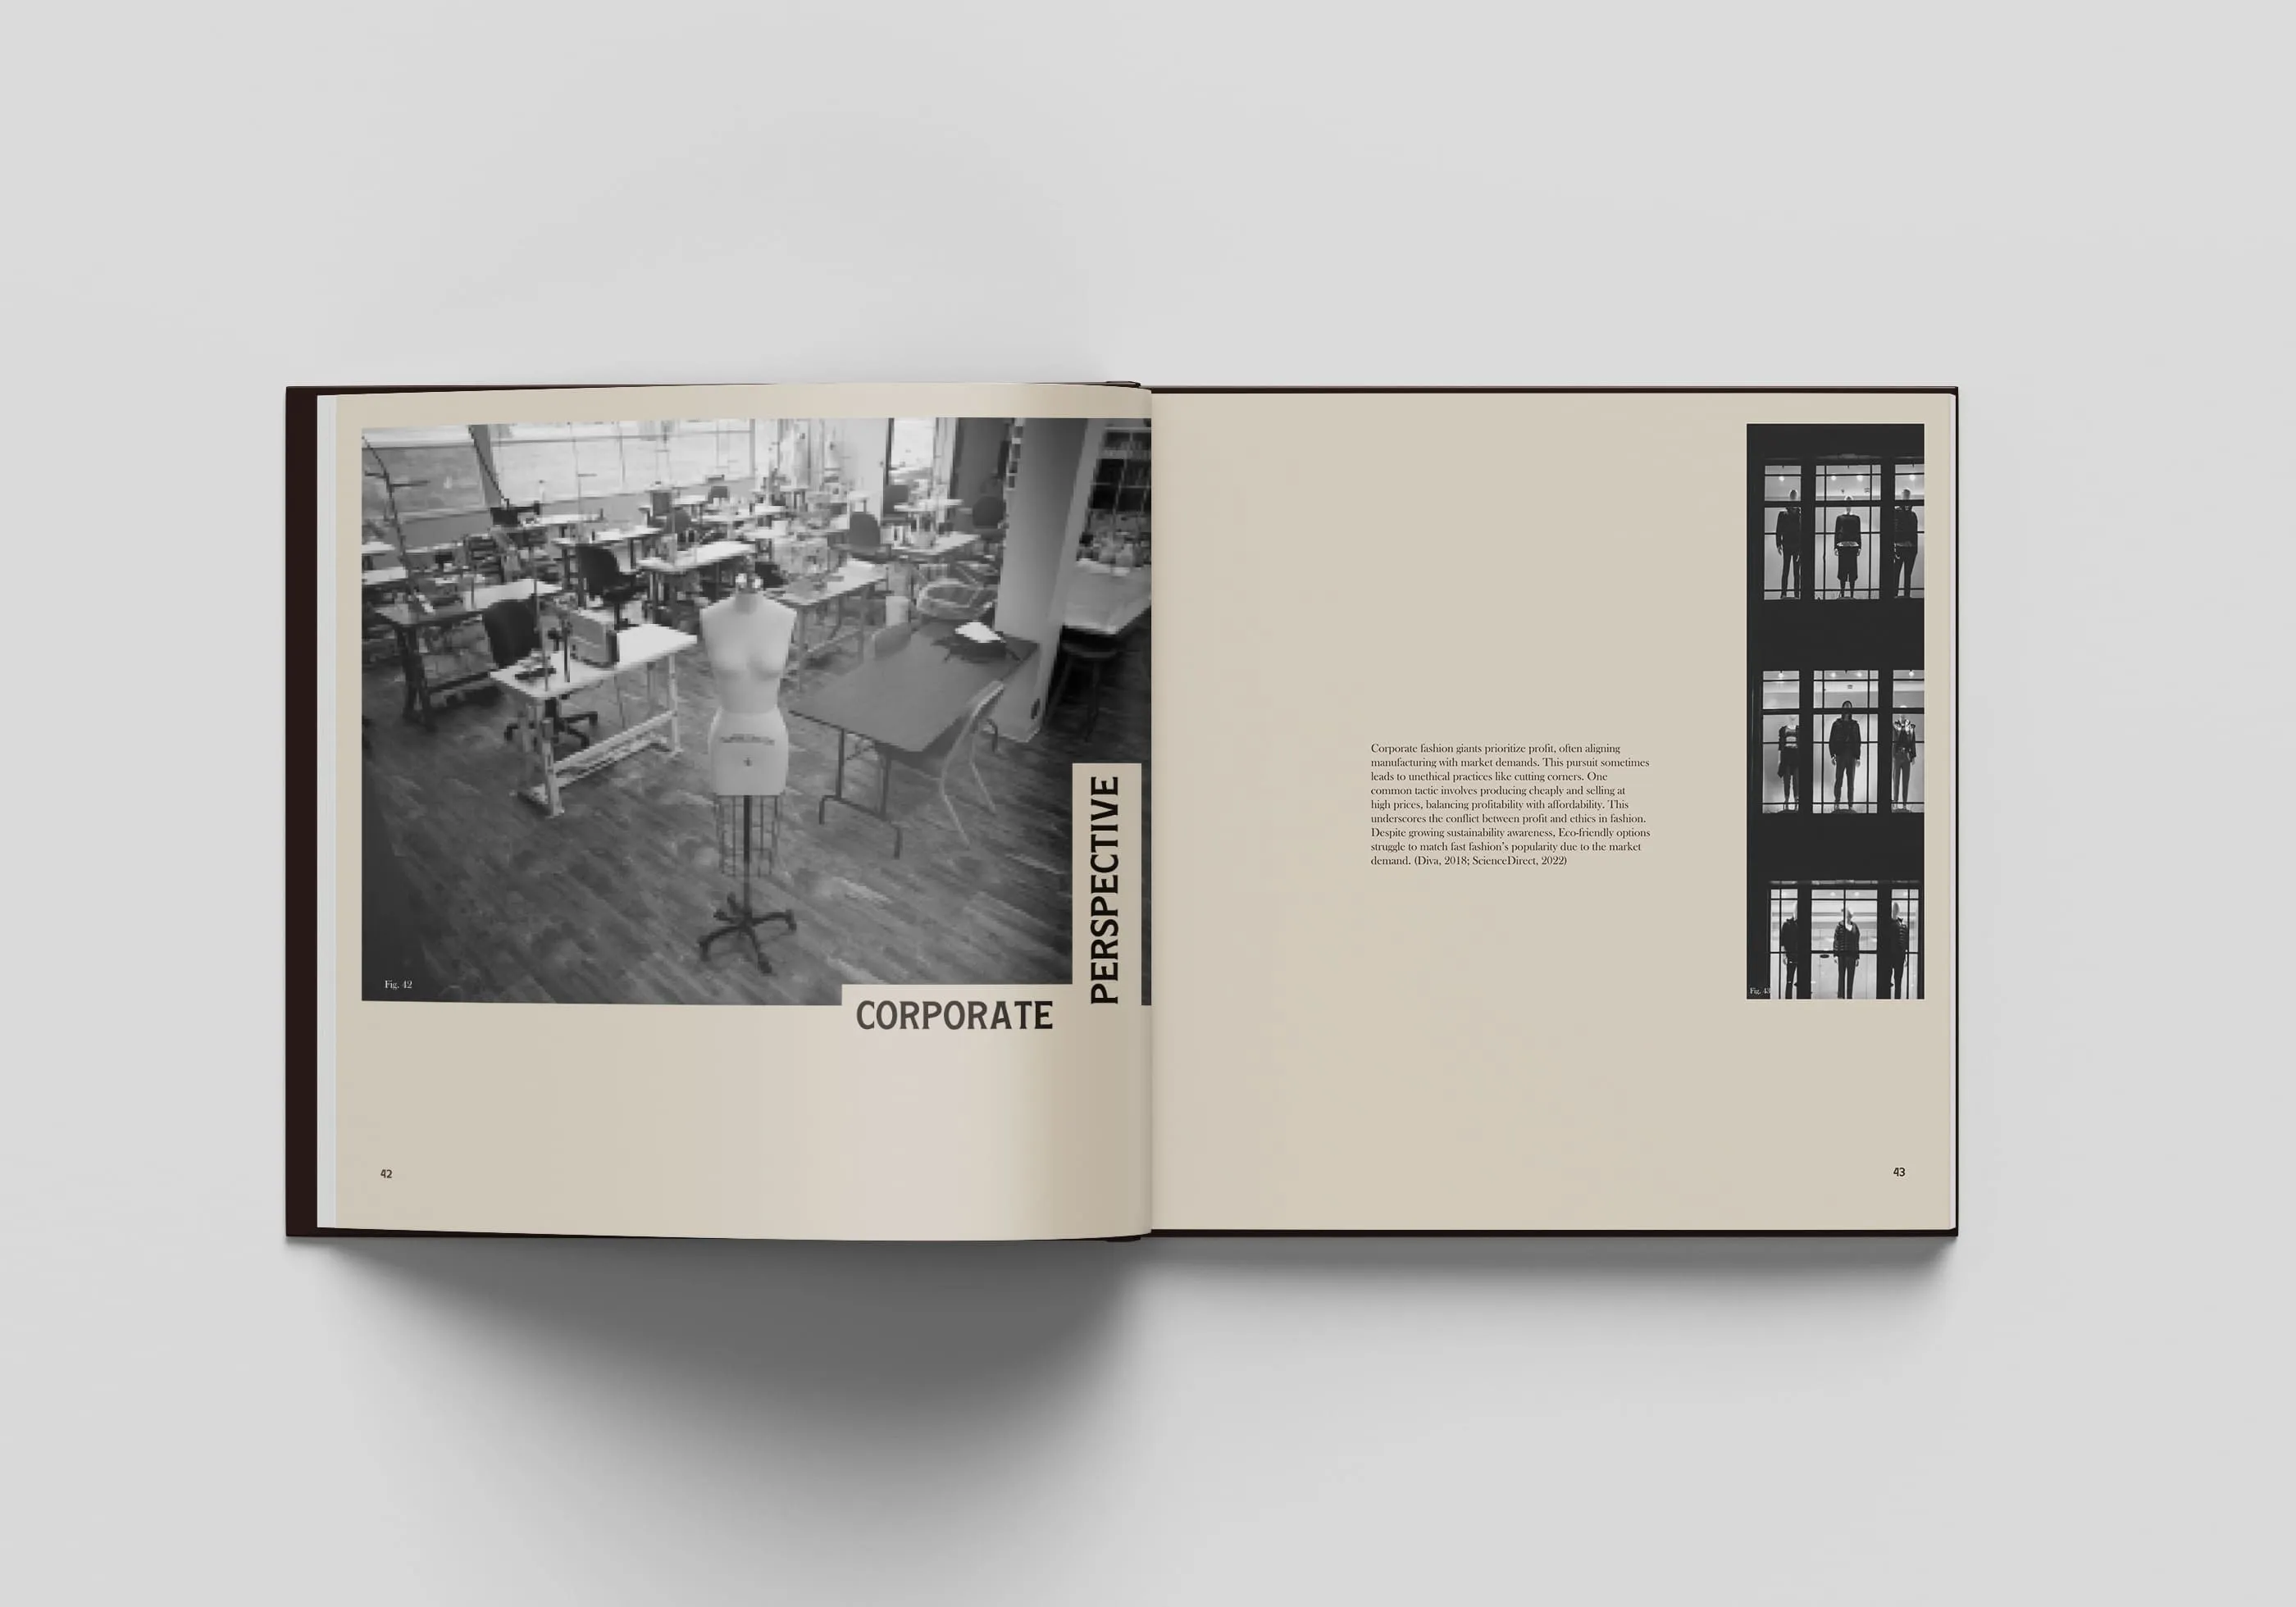 Fig. 42
CORPORATE
PERSPECTIVE
42
Corporate fashion giants prioritize profit, often aligning
manufacturing with market demands. This pursuit sometimes
leads to unethical practices like cutting corners. One
common tactic involves producing cheaply and selling at
high prices, balancing profitability with affordability. This
underscores the conflict between profit and ethics in fashion.
Despite growing sustainability awareness, Eco-friendly options
struggle to match fast fashion's popularity due to the market
demand. (Diva, 2018; ScienceDirect, 2022)
Fig. 43
43